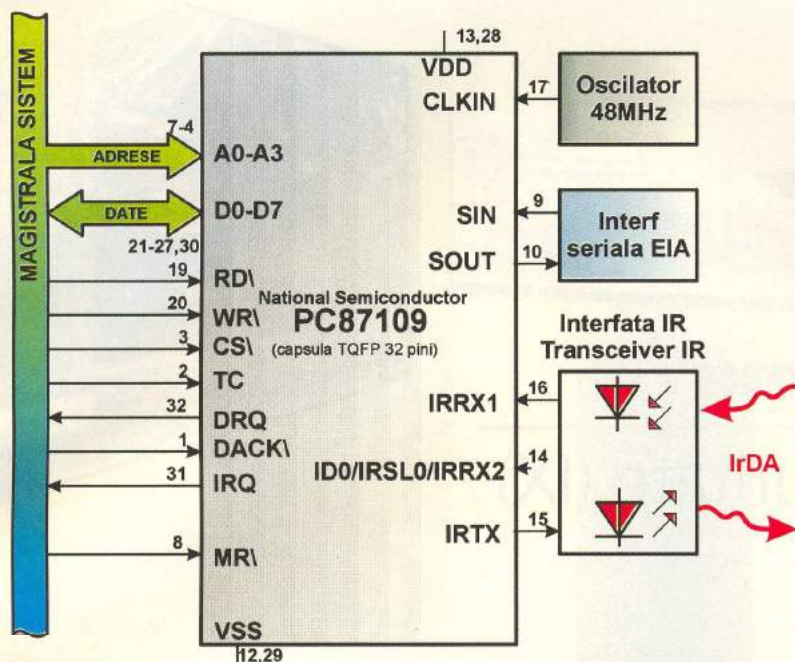 MAGISTRALA SISTEM
13,28
VDD
CLKIN
17
Oscilator
48MHz
7-4
ADRESE
A0-A3
DATE
D0-D7
21-27,30
SIN
9
SOUT
10
Interf
seriala EIA
19
RD\
20
WR\
3
CS\
2
TC
32
DRQ
1
DACK\
31
IRQ
8
MR\
National Semiconductor
PC87109
(capsula TQFP 32 pini)
Interfata IR
Transceiver IR
IRRX1
16
ID0/IRSL0/IRRX2
14
IRTX
15
IrDA
VSS
12,29